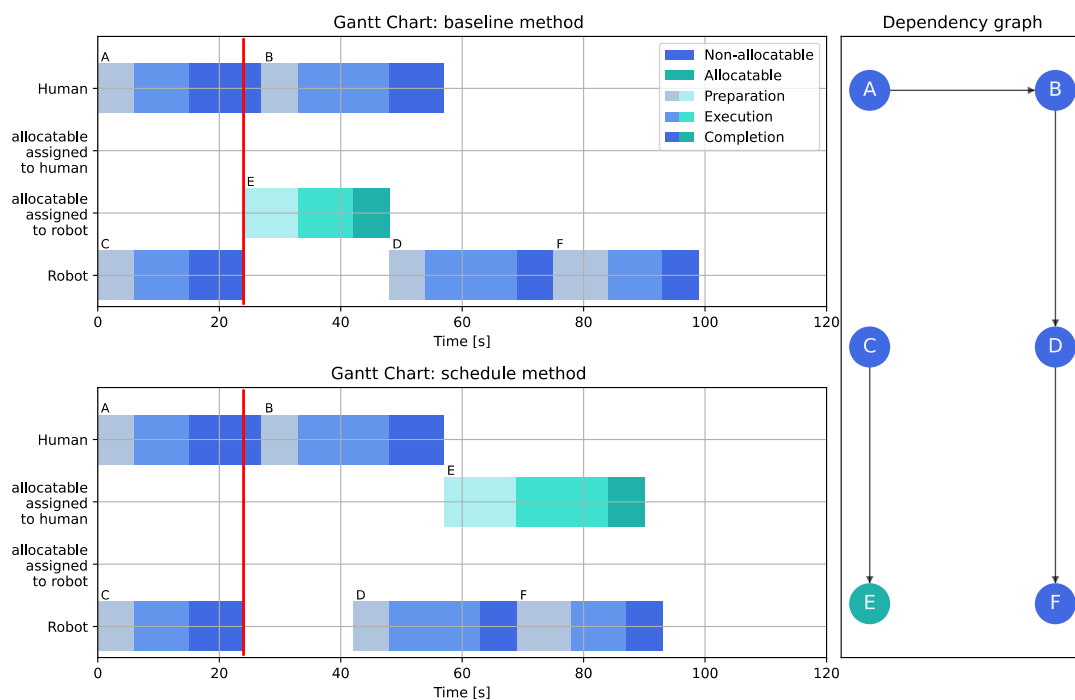 Gantt Chart: baseline method
A
B
Human
allocatable
assigned
to human
E
allocatable
assigned
to robot
C
D
F
Robot
0 20 40 60 80 100 120
Time [s]
Non-allocatable
Allocatable
Preparation
Execution
Completion
Gantt Chart: schedule method
A
B
Human
E
allocatable
assigned
to human
allocatable
assigned
to robot
C
D
F
Robot
0 20 40 60 80 100 120
Time [s]
Dependency graph
A
B
C
D
E
F